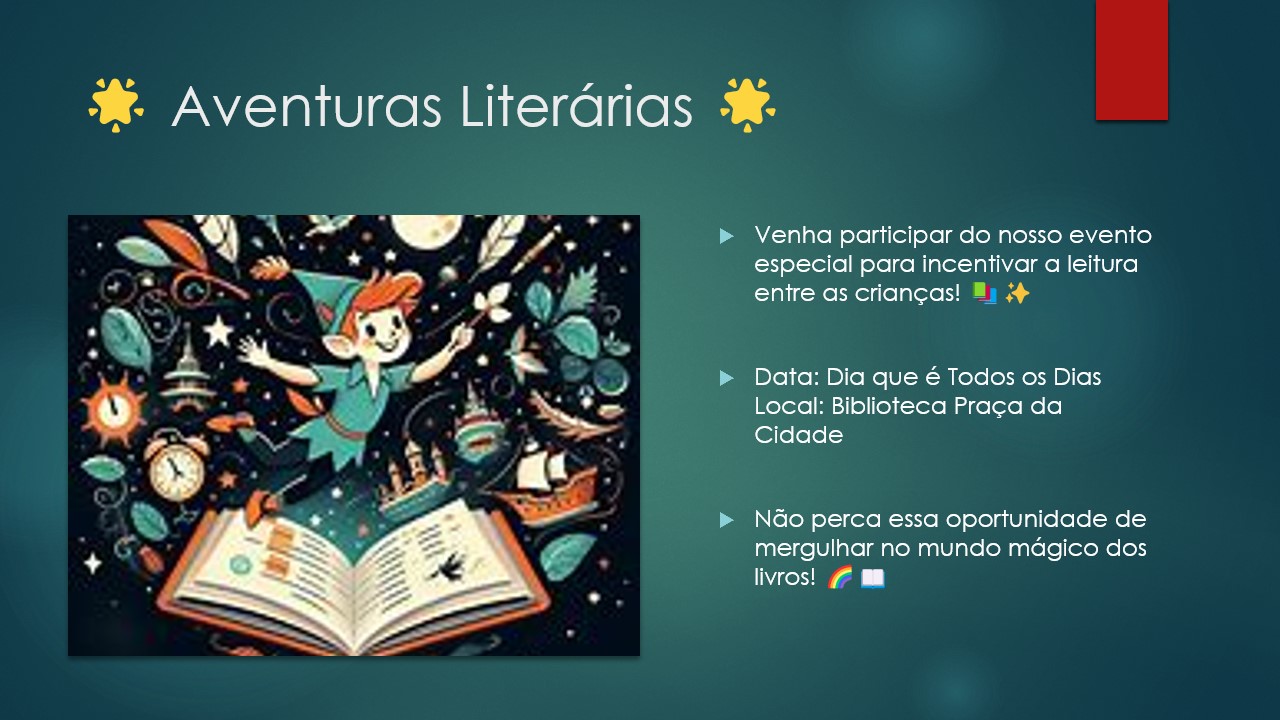 🌟 Aventuras Literárias 🌟
Venha participar do nosso evento
especial para incentivar a leitura
entre as crianças! 📚✨
Data: Dia que é Todos os Dias
Local: Biblioteca Praça da
Cidade
Não perca essa oportunidade de
mergulhar no mundo mágico dos
livros! 🌈📖